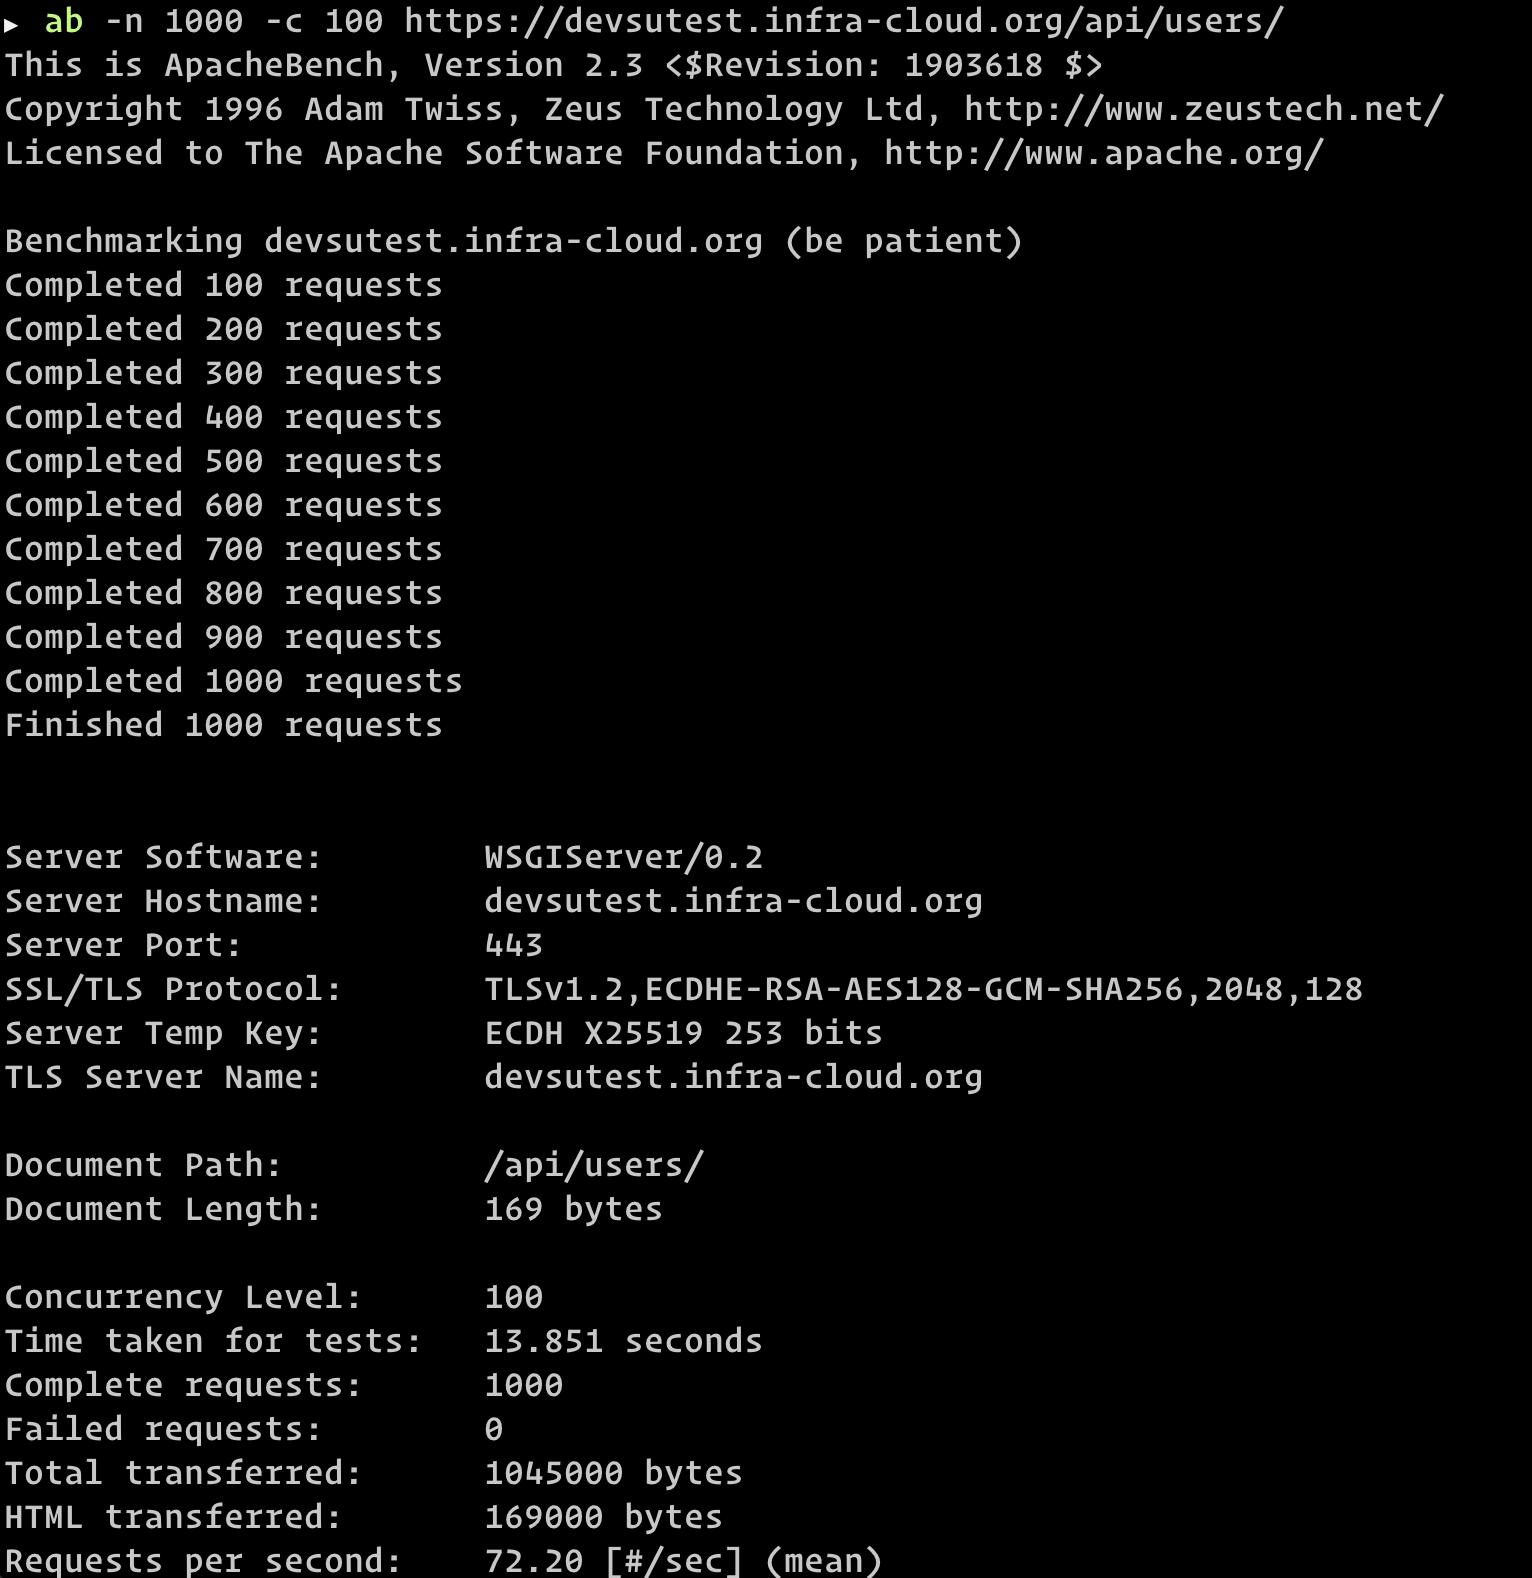 ▶ ab -n 1000 -c 100 https://devsutest.infra-cloud.org/api/users/
This is ApacheBench, Version 2.3 <$Revision: 1903618 $>
Copyright 1996 Adam Twiss, Zeus Technology Ltd, http://www.zeustech.net/
Licensed to The Apache Software Foundation, http://www.apache.org/

Benchmarking devsutest.infra-cloud.org (be patient)
Completed 100 requests
Completed 200 requests
Completed 300 requests
Completed 400 requests
Completed 500 requests
Completed 600 requests
Completed 700 requests
Completed 800 requests
Completed 900 requests
Completed 1000 requests
Finished 1000 requests


Server Software:        WSGIServer/0.2
Server Hostname:        devsutest.infra-cloud.org
Server Port:            443
SSL/TLS Protocol:       TLSv1.2,ECDHE-RSA-AES128-GCM-SHA256,2048,128
Server Temp Key:        ECDH X25519 253 bits
TLS Server Name:        devsutest.infra-cloud.org

Document Path:          /api/users/
Document Length:        169 bytes

Concurrency Level:      100
Time taken for tests:   13.851 seconds
Complete requests:      1000
Failed requests:        0
Total transferred:      1045000 bytes
HTML transferred:       169000 bytes
Requests per second:    72.20 [#/sec] (mean)